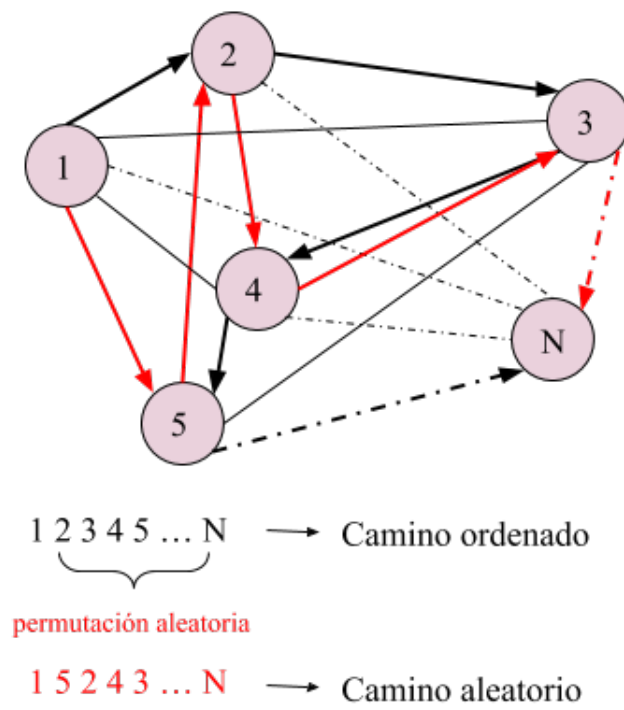 2
3
1
4
N
5
1 2 3 4 5 ... N → Camino ordenado
permutación aleatoria
1 5 2 4 3 ... N → Camino aleatorio